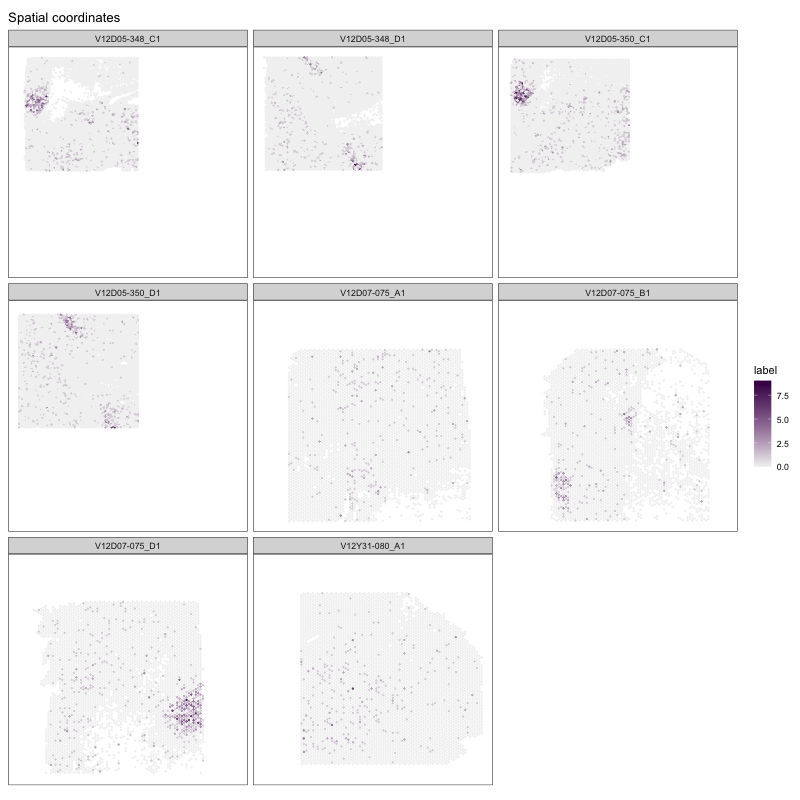 Spatial coordinates
V12D05-348_C1
V12D05-348_D1
V12D05-350_C1
V12D05-350_D1
V12D07-075_A1
V12D07-075_B1
label
7.5
5.0
2.5
0.0
V12D07-075_D1
V12Y31-080_A1